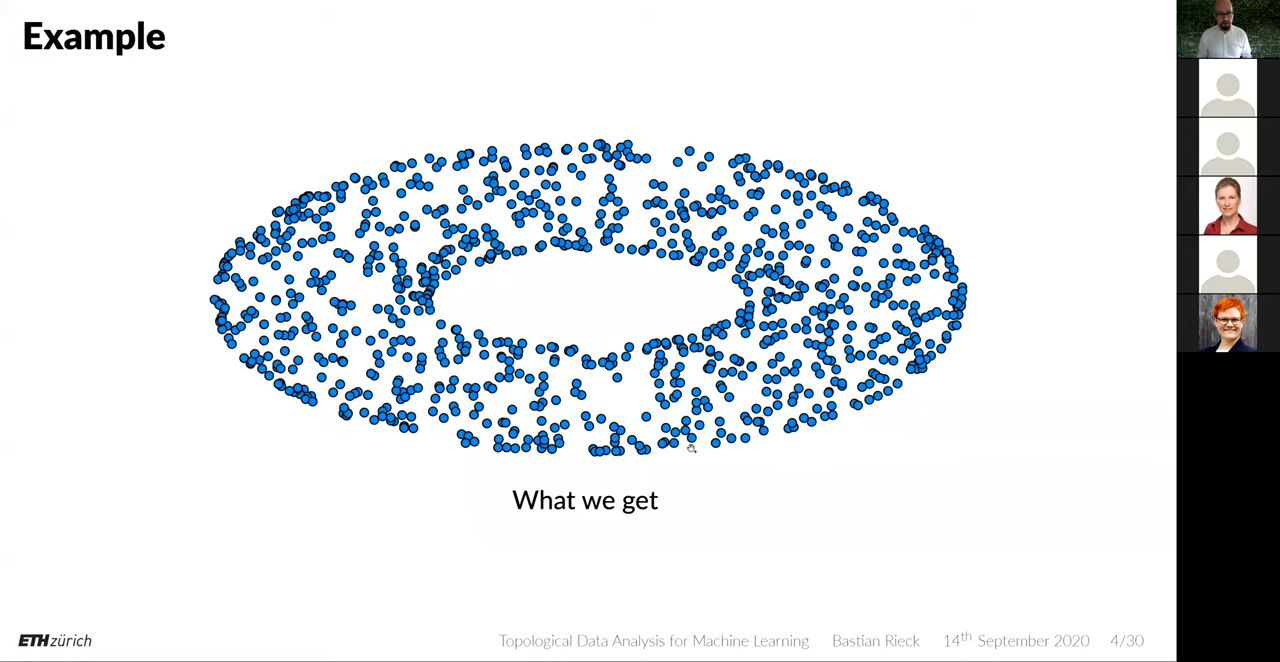 Example
What we get
ETH zürich
Topological Data Analysis for Machine Learning Bastian Rieck 14th September 2020 4/30